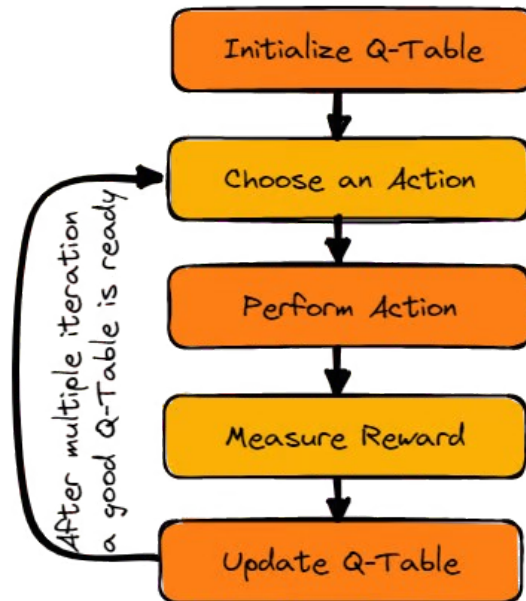 Initialize Q-Table
Choose an Action
Perform Action
Measure Reward
Update Q-Table
After multiple iteration
a good Q-Table is ready